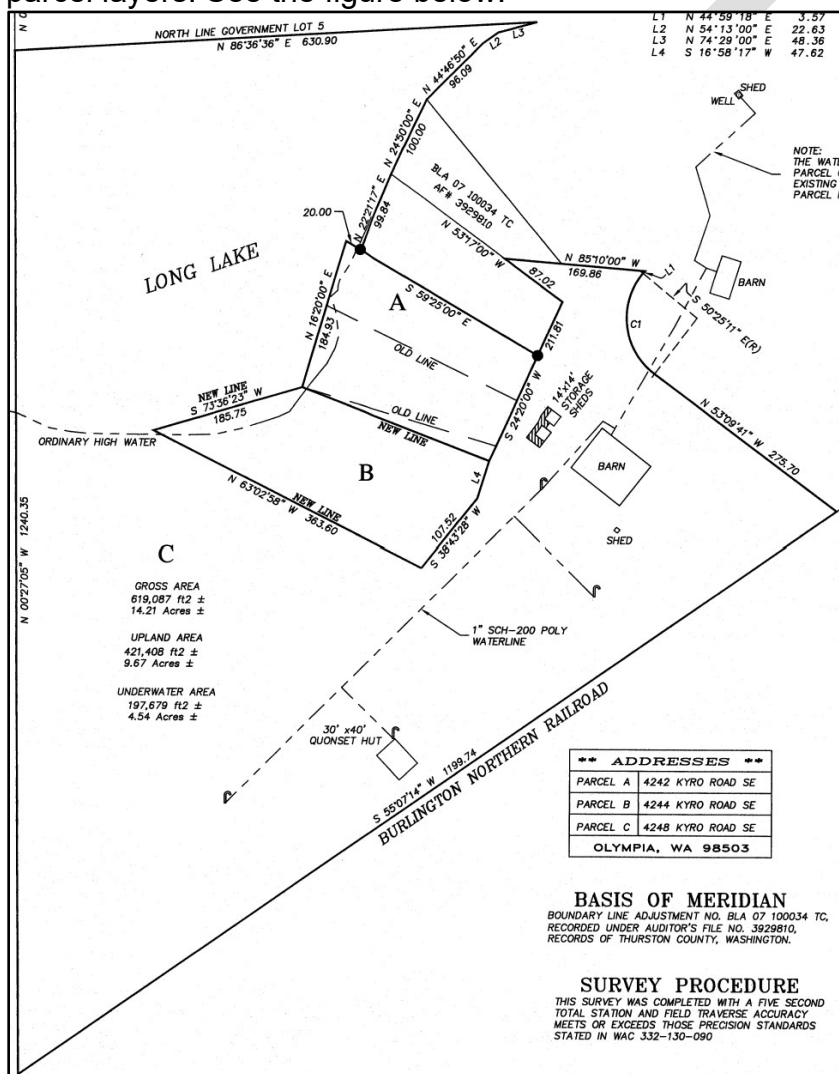 parcel layers. See the figure below.
L1 N 44°59'18" E 3.57
L2 N 54°13'00" E 22.63
L3 N 74°29'00" E 48.36
L4 S 16°58'17" W 47.62
NORTH LINE GOVERNMENT LOT 5
N 86°36'36" E 630.90
L3
L2
N 44°46'50" E
96.09
SHED
WELL
NOTE:
THE
PARCEL
EXISTING
PARCEL
N 24°50'00" E
100.00
BLA 07 100034 TC
AF# 3929810
N 22°21'17" E
99.84
20.00
N 53°17'00" W
87.02
N 85°10'00" W
169.86
L1
S 50°25'11" E(R)
BARN
LONG LAKE
A
S 59°25'00" E
C1
211.81
N 16°20'00" E
184.93
OLD LINE
S 24°20'00" W
14'x14'
STORAGE
SHEDS
NEW LINE
S 73°36'23" W
185.75
OLD LINE
NEW LINE
N 53°09'41" W 275.70
ORDINARY HIGH WATER
B
L4
BARN
NEW LINE
N 63°02'58" W 363.60
107.52
S 38°43'28" W
SHED
N 00°27'05" W 1240.35
C
GROSS AREA
619,087 ft2 ±
14.21 Acres ±
UPLAND AREA
421,408 ft2 ±
9.67 Acres ±
UNDERWATER AREA
197,679 ft2 ±
4.54 Acres ±
1" SCH-200 POLY
WATERLINE
30' x40'
QUONSET HUT
S 55°07'14" W 1199.74
BURLINGTON NORTHERN RAILROAD
** ADDRESSES **
PARCEL A 4242 KYRO ROAD SE
PARCEL B 4244 KYRO ROAD SE
PARCEL C 4248 KYRO ROAD SE
OLYMPIA, WA 98503
BASIS OF MERIDIAN
BOUNDARY LINE ADJUSTMENT NO. BLA 07 100034 TC,
RECORDED UNDER AUDITOR'S FILE NO. 3929810,
RECORDS OF THURSTON COUNTY, WASHINGTON.
SURVEY PROCEDURE
THIS SURVEY WAS COMPLETED WITH A FIVE SECOND
TOTAL STATION AND FIELD TRAVERSE ACCURACY
MEETS OR EXCEEDS THOSE PRECISION STANDARDS
STATED IN WAC 332-130-090